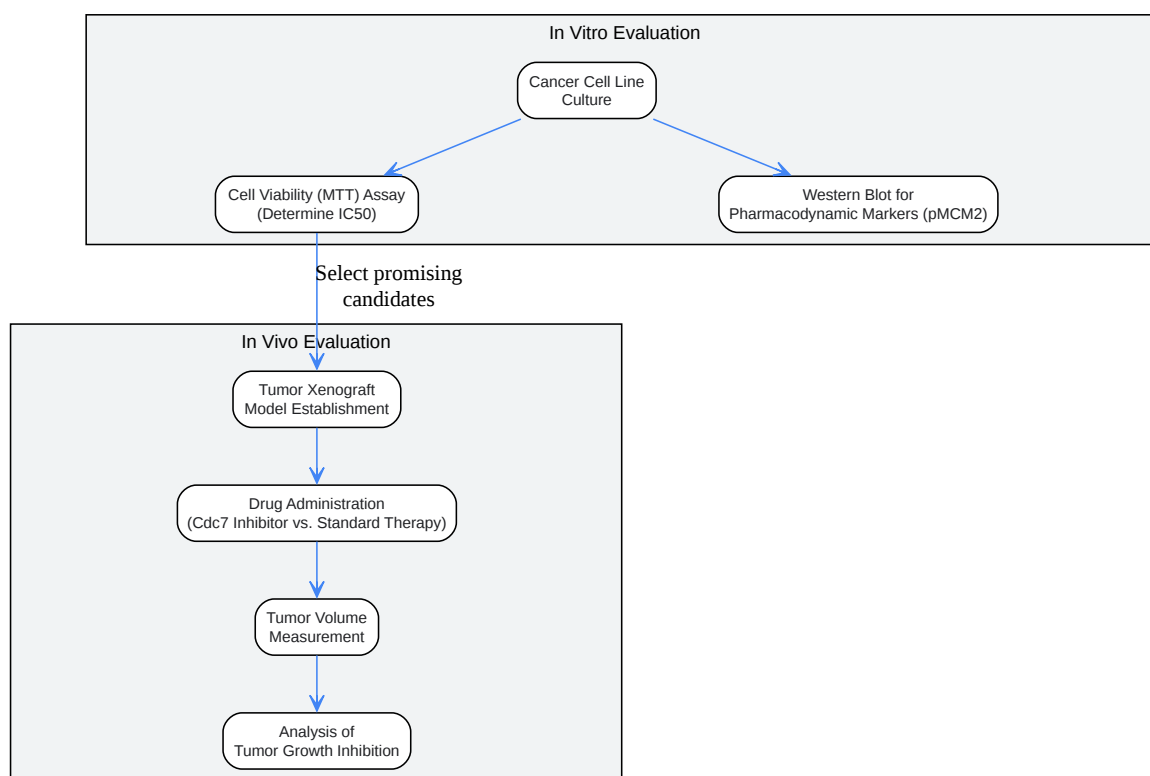 In Vitro Evaluation
Cancer Cell Line
Culture
Cell Viability (MTT) Assay
(Determine IC50)
Western Blot for
Pharmacodynamic Markers (pMCM2)
Select promising
candidates
In Vivo Evaluation
Tumor Xenograft
Model Establishment
Drug Administration
(Cdc7 Inhibitor vs. Standard Therapy)
Tumor Volume
Measurement
Analysis of
Tumor Growth Inhibition